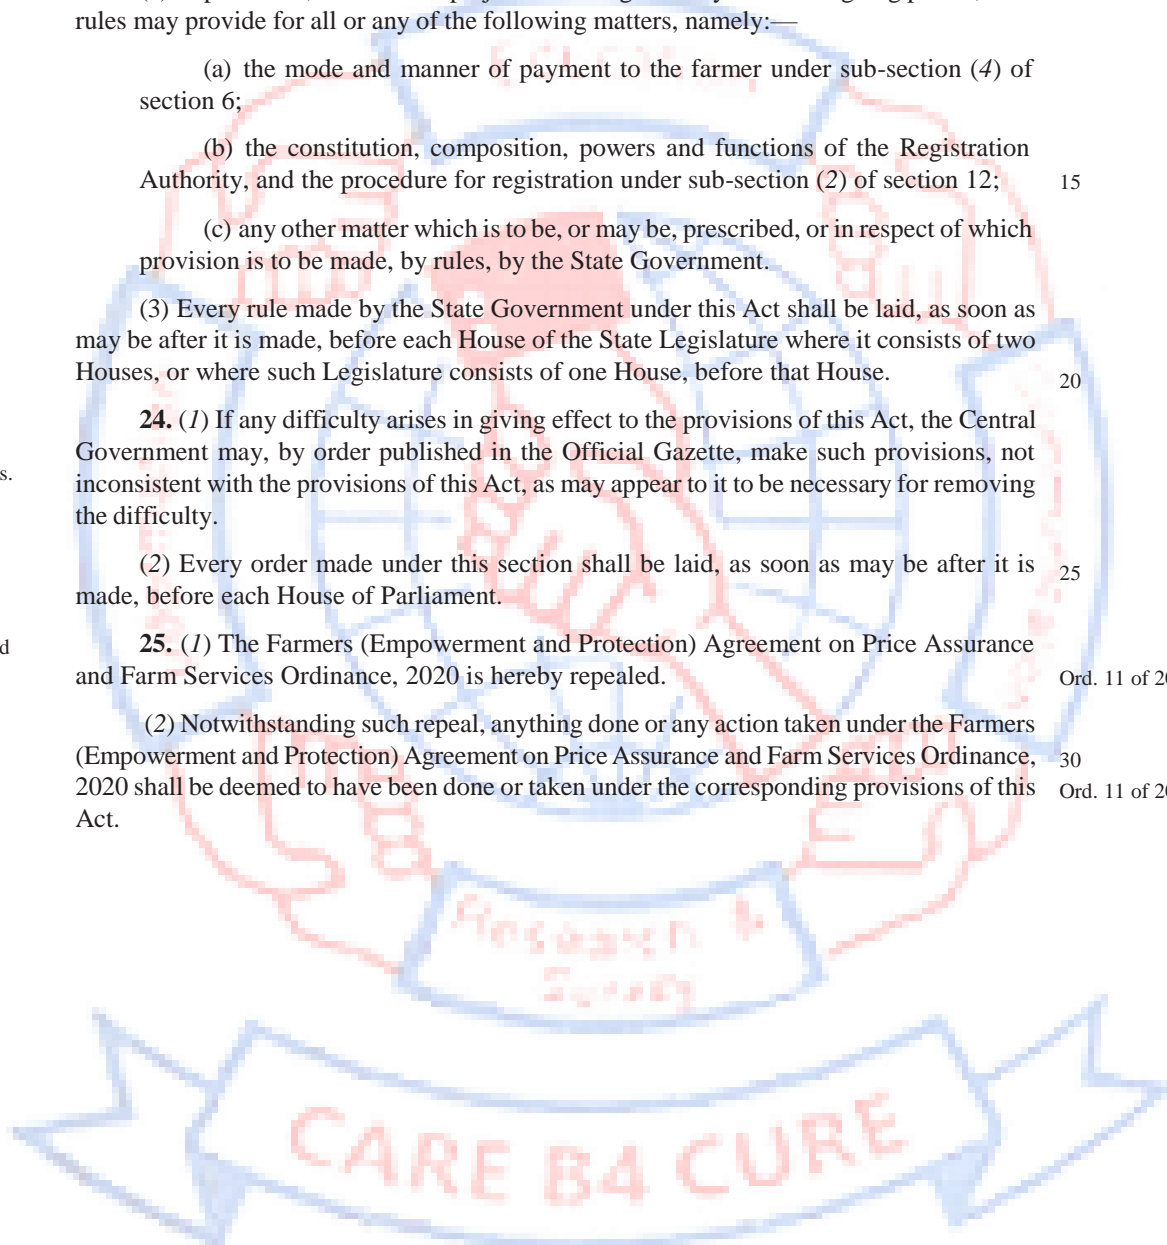 rules may provide for all or any of the following matters, namely:—
(a) the mode and manner of payment to the farmer under sub-section (4) of
section 6;
(b) the constitution, composition, powers and functions of the Registration
Authority, and the procedure for registration under sub-section (2) of section 12; 15
(c) any other matter which is to be, or may be, prescribed, or in respect of which
provision is to be made, by rules, by the State Government.
(3) Every rule made by the State Government under this Act shall be laid, as soon as
may be after it is made, before each House of the State Legislature where it consists of two
Houses, or where such Legislature consists of one House, before that House. 20
24. (1) If any difficulty arises in giving effect to the provisions of this Act, the Central
Government may, by order published in the Official Gazette, make such provisions, not
s. inconsistent with the provisions of this Act, as may appear to it to be necessary for removing
the difficulty.
(2) Every order made under this section shall be laid, as soon as may be after it is 25
made, before each House of Parliament.
d 25. (1) The Farmers (Empowerment and Protection) Agreement on Price Assurance
and Farm Services Ordinance, 2020 is hereby repealed. Ord. 11 of 20
(2) Notwithstanding such repeal, anything done or any action taken under the Farmers
(Empowerment and Protection) Agreement on Price Assurance and Farm Services Ordinance, 30
2020 shall be deemed to have been done or taken under the corresponding provisions of this Ord. 11 of 20
Act.
Research &
Survey
CARE B4 CURE